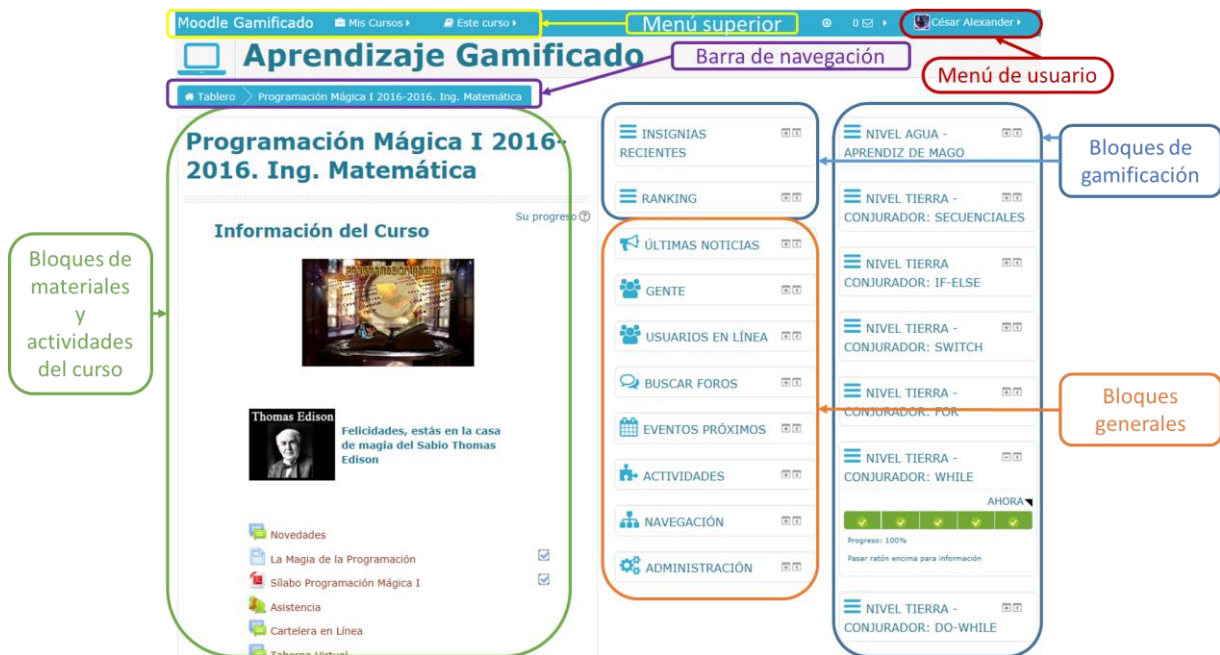 Moodle Gamificado
Mis Cursos
Este curso
Menú superior
0
César Alexander
Aprendizaje Gamificado
Barra de navegación
Menú de usuario
Tablero
Programación Mágica I 2016-2016. Ing. Matemática
Programación Mágica I 2016-
2016. Ing. Matemática
Su progreso
Información del Curso
PROGRAMACIÓN MÁGICA
Thomas Edison
Felicidades, estás en la casa
de magia del Sabio Thomas
Edison
Novedades
La Magia de la Programación
Sílabo Programación Mágica I
Asistencia
Cartelera en Línea
Taberna Virtual
Bloques de
materiales
y
actividades
del curso
INSIGNIAS
RECIENTES
RANKING
ÚLTIMAS NOTICIAS
GENTE
USUARIOS EN LÍNEA
BUSCAR FOROS
EVENTOS PRÓXIMOS
ACTIVIDADES
NAVEGACIÓN
ADMINISTRACIÓN
NIVEL AGUA -
APRENDIZ DE MAGO
NIVEL TIERRA -
CONJURADOR: SECUENCIALES
NIVEL TIERRA
CONJURADOR: IF-ELSE
NIVEL TIERRA -
CONJURADOR: SWITCH
NIVEL TIERRA -
CONJURADOR: FOR
NIVEL TIERRA -
CONJURADOR: WHILE
AHORA
Progreso: 100%
Pasar ratón encima para información
NIVEL TIERRA -
CONJURADOR: DO-WHILE
Bloques de
gamificación
Bloques
generales